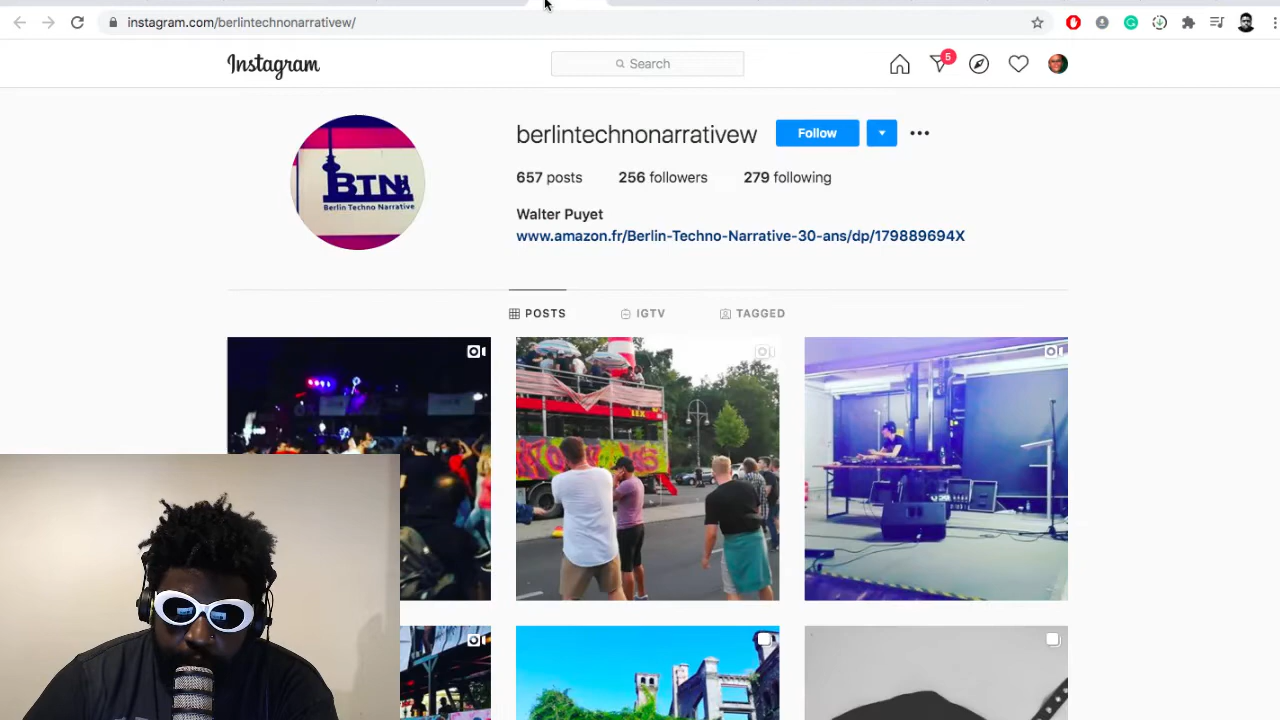 instagram.com/berlintechnonarrativew/
Instagram
Search
5
berlintechnonarrativew
Follow
657 posts 256 followers 279 following
BTN
Berlin Techno Narrative
Walter Puyet
www.amazon.fr/Berlin-Techno-Narrative-30-ans/dp/179889694X
POSTS IGTV TAGGED